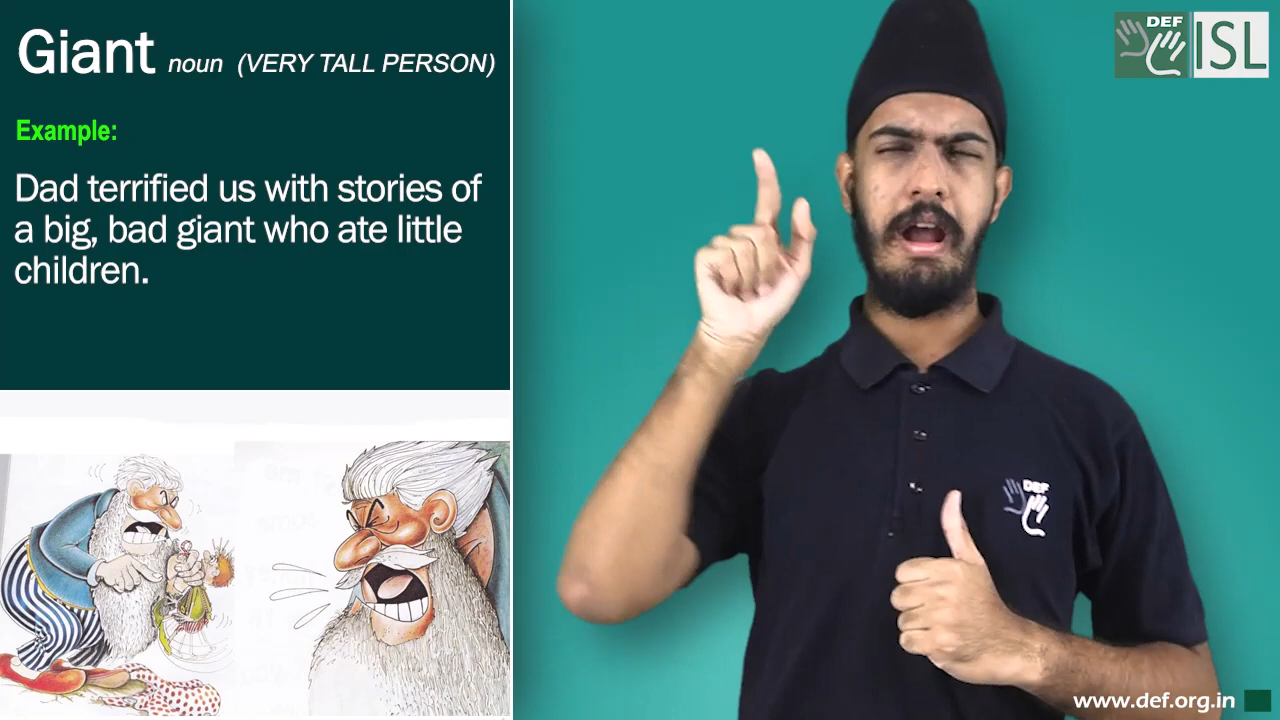 Giant noun (VERY TALL PERSON)
Example:
Dad terrified us with stories of
a big, bad giant who ate little
children.
DEF
ISL
DEF
www.def.org.in